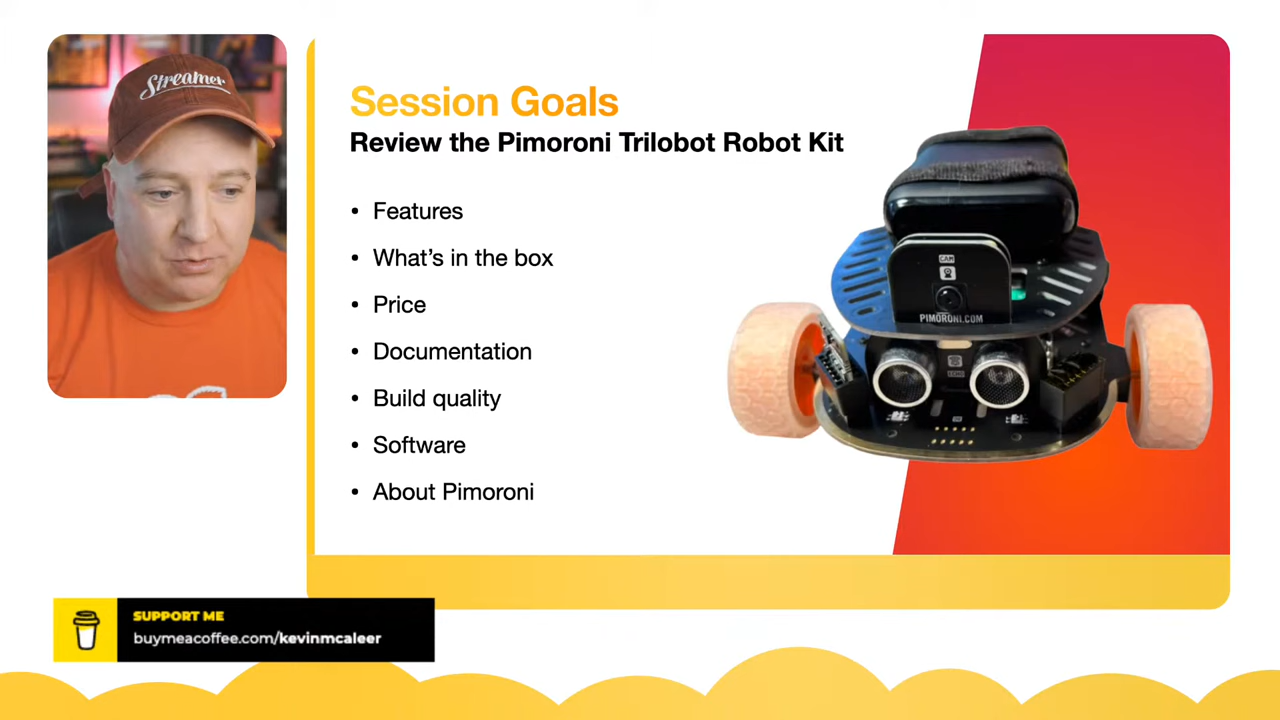 Streamer
Session Goals
Review the Pimoroni Trilobot Robot Kit
• Features
• What's in the box
• Price
• Documentation
• Build quality
• Software
• About Pimoroni
CAM
PIMORONI.COM
SUPPORT ME
buymeacoffee.com/kevinmcaleer